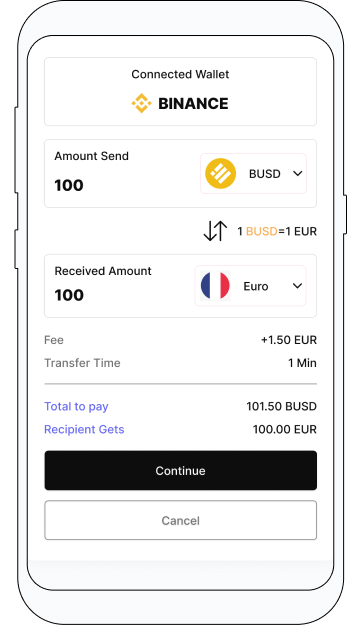 Connected Wallet
BINANCE
Amount Send
100
BUSD
1 BUSD=1 EUR
Received Amount
100
Euro
Fee +1.50 EUR
Transfer Time 1 Min
Total to pay 101.50 BUSD
Recipient Gets 100.00 EUR
Continue
Cancel